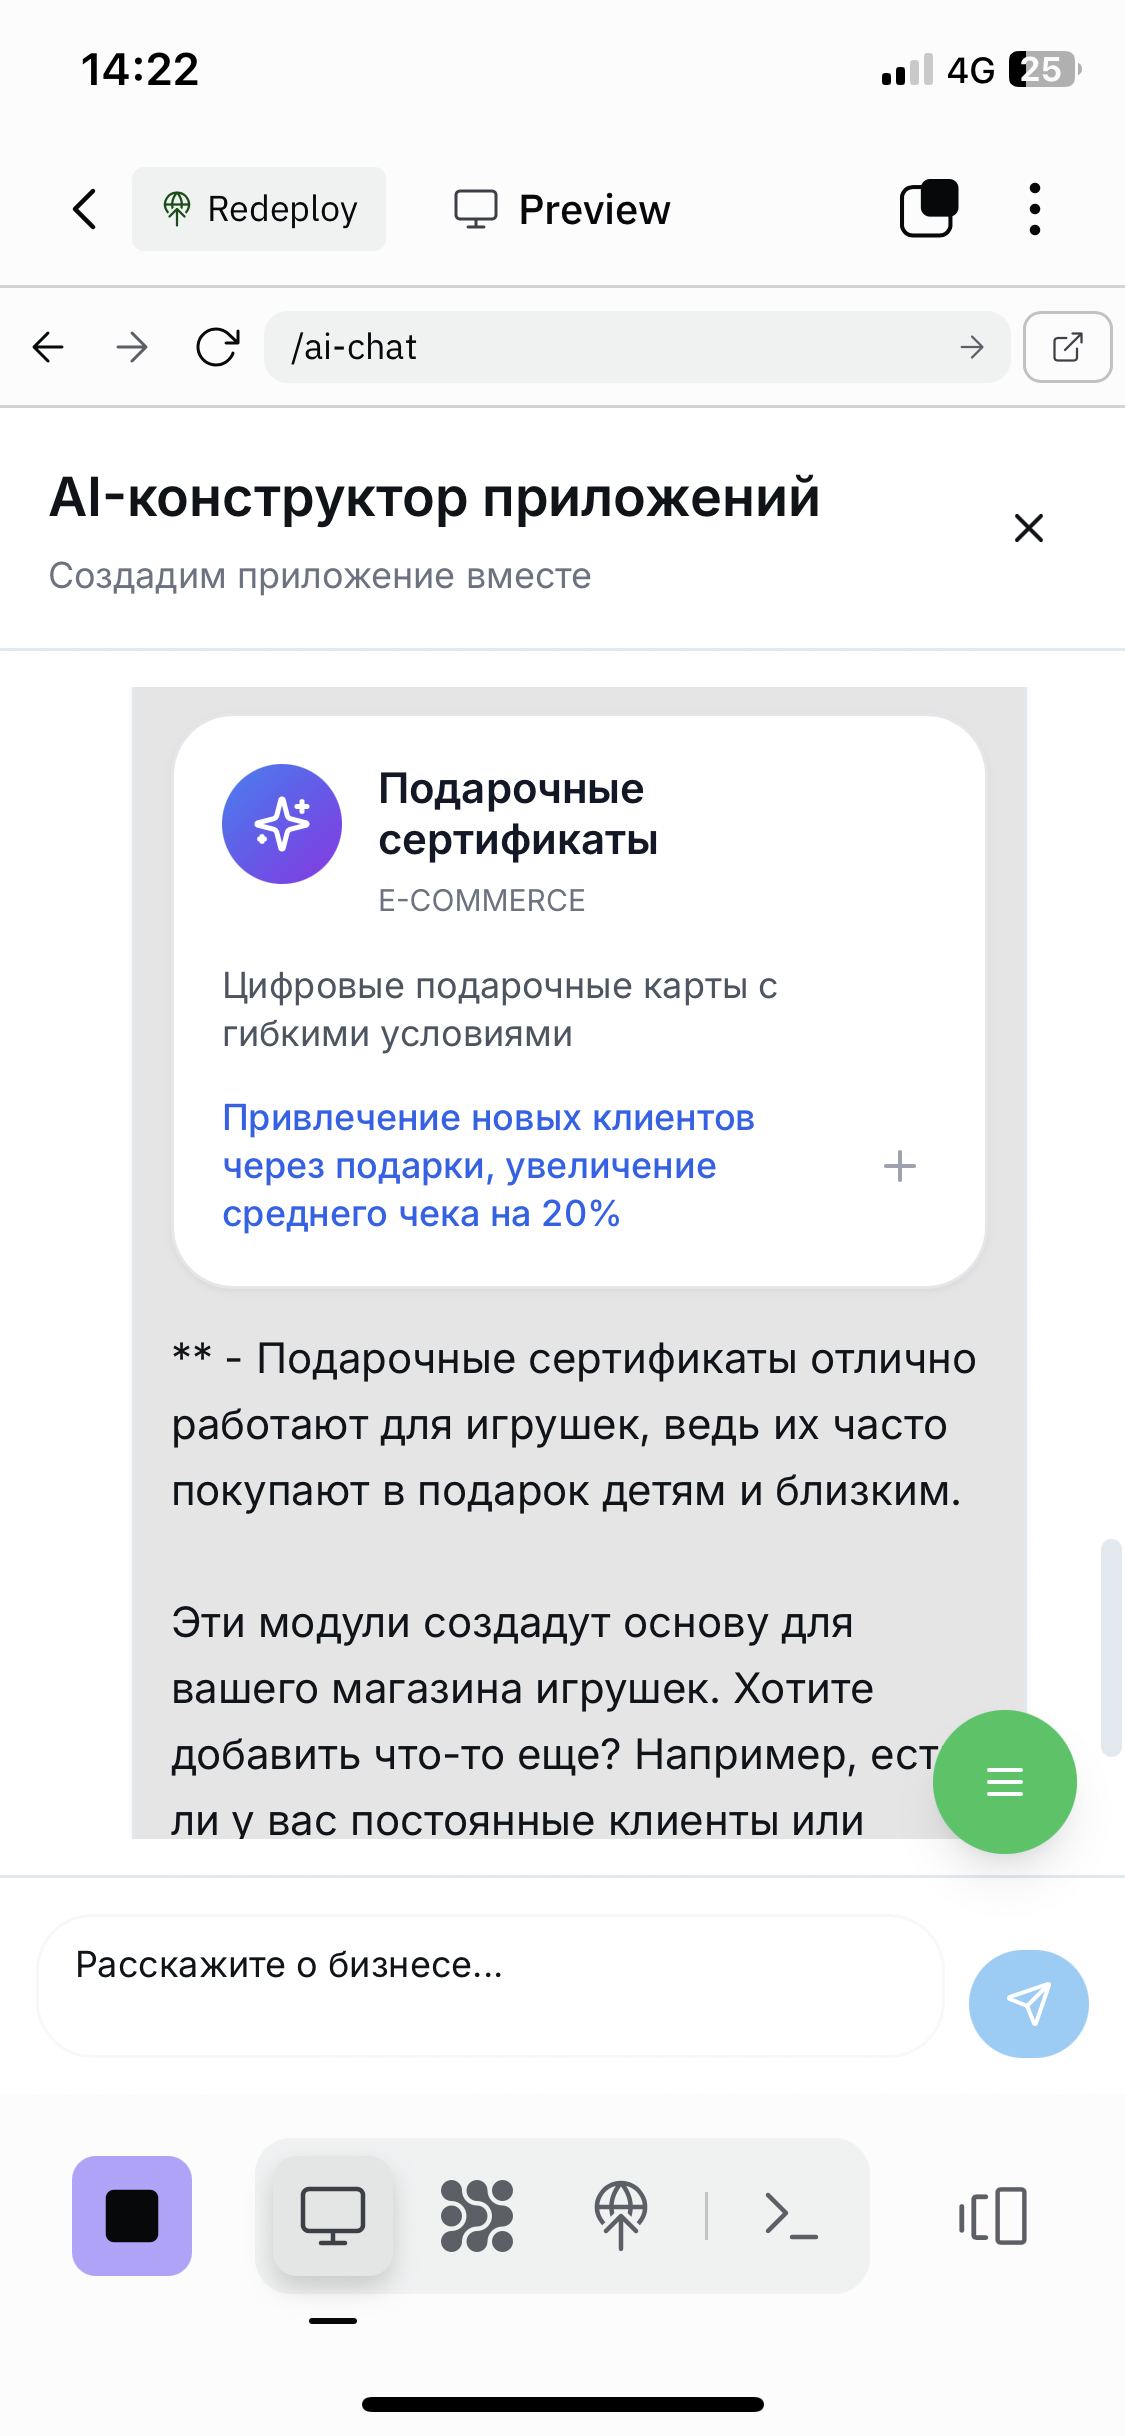 14:22
4G
25
Redeploy
Preview
/ai-chat
AI-конструктор приложений
Создадим приложение вместе
Подарочные
сертификаты
E-COMMERCE
Цифровые подарочные карты с
гибкими условиями
Привлечение новых клиентов
через подарки, увеличение
среднего чека на 20%
** - Подарочные сертификаты отлично
работают для игрушек, ведь их часто
покупают в подарок детям и близким.
Эти модули создадут основу для
вашего магазина игрушек. Хотите
добавить что-то еще? Например, ест
ли у вас постоянные клиенты или
Расскажите о бизнесе...